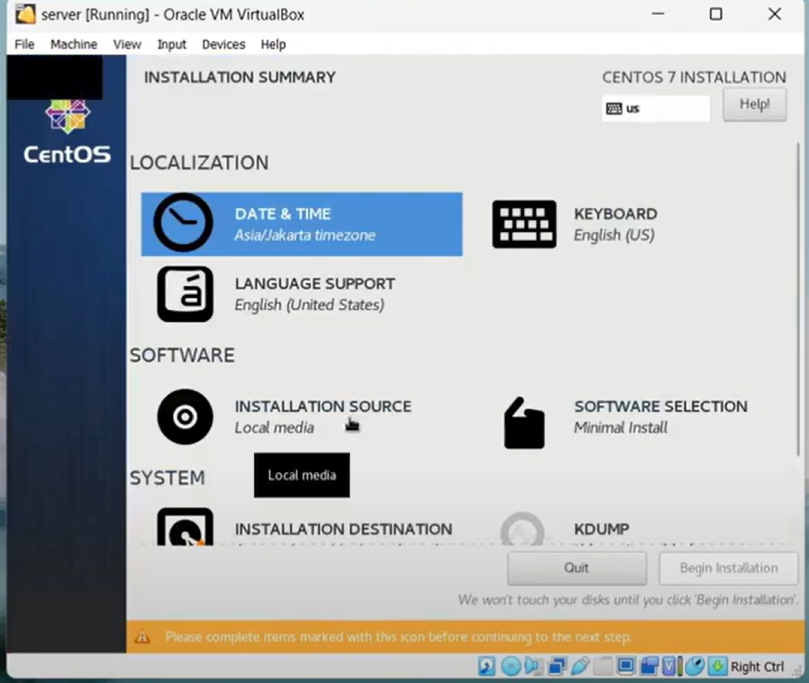 server [Running] - Oracle VM VirtualBox
File Machine View Input Devices Help
INSTALLATION SUMMARY
CENTOS 7 INSTALLATION
us
Help!
CentOS
LOCALIZATION
DATE & TIME
Asia/Jakarta timezone
KEYBOARD
English (US)
á
LANGUAGE SUPPORT
English (United States)
SOFTWARE
INSTALLATION SOURCE
Local media
SOFTWARE SELECTION
Minimal Install
Local media
SYSTEM
INSTALLATION DESTINATION
KDUMP
Quit
Begin Installation
We won't touch your disks until you click 'Begin Installation'.
Please complete items marked with this icon before continuing to the next step.
Right Ctrl